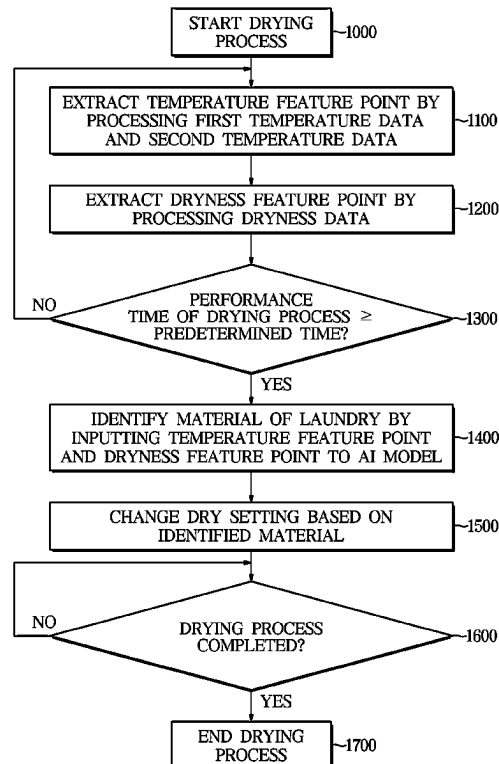 START DRYING
PROCESS
1000
EXTRACT TEMPERATURE FEATURE POINT BY
PROCESSING FIRST TEMPERATURE DATA
AND SECOND TEMPERATURE DATA
1100
EXTRACT DRYNESS FEATURE POINT BY
PROCESSING DRYNESS DATA
1200
NO
PERFORMANCE
TIME OF DRYING PROCESS ≥
PREDETERMINED TIME?
1300
YES
IDENTIFY MATERIAL OF LAUNDRY BY
INPUTTING TEMPERATURE FEATURE POINT
AND DRYNESS FEATURE POINT TO AI MODEL
1400
CHANGE DRY SETTING BASED ON
IDENTIFIED MATERIAL
1500
NO
DRYING PROCESS
COMPLETED?
1600
YES
END DRYING
PROCESS
1700